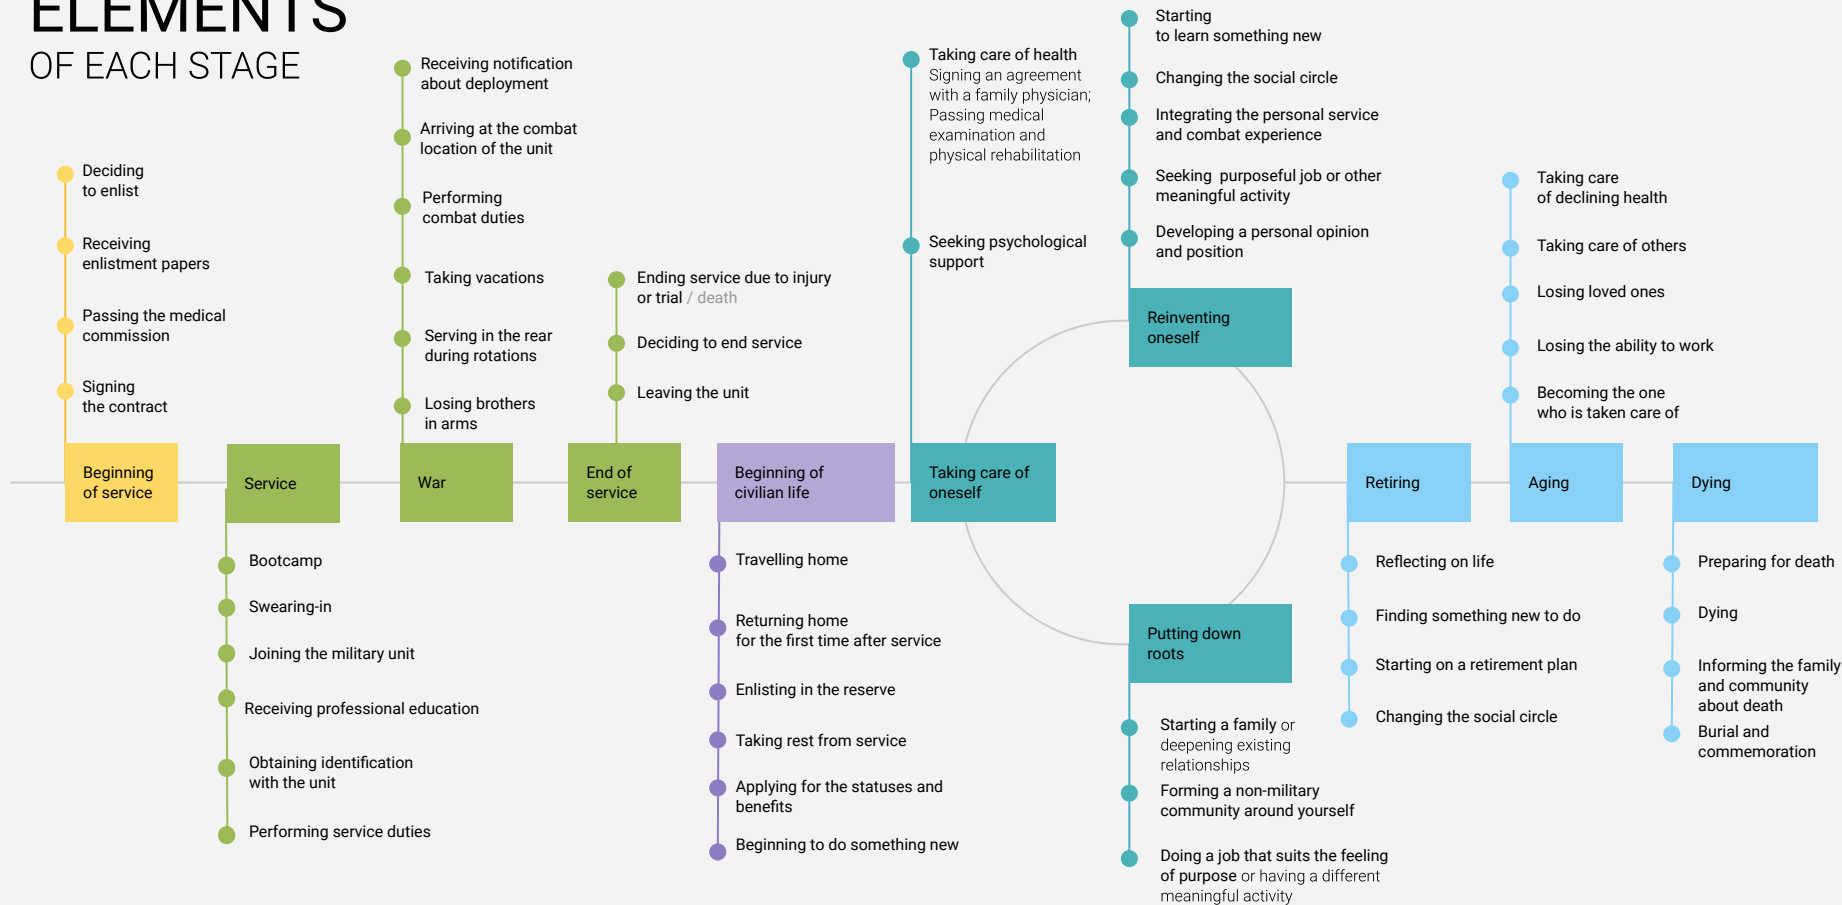 ELEMENTS
OF EACH STAGE
Deciding
to enlist
Receiving
enlistment papers
Passing the medical
commission
Signing
the contract
Beginning
of service
Service
Bootcamp
Swearing-in
Joining the military unit
Receiving professional education
Obtaining identification
with the unit
Performing service duties
Receiving notification
about deployment
Arriving at the combat
location of the unit
Performing
combat duties
Taking vacations
Serving in the rear
during rotations
Losing brothers
in arms
War
Ending service due to injury
or trial / death
Deciding to end service
Leaving the unit
End of
service
Beginning of
civilian life
Travelling home
Returning home
for the first time after service
Enlisting in the reserve
Taking rest from service
Applying for the statuses and
benefits
Beginning to do something new
Taking care of health
Signing an agreement
with a family physician;
Passing medical
examination and
physical rehabilitation
Seeking psychological
support
Taking care of
oneself
Starting
to learn something new
Changing the social circle
Integrating the personal service
and combat experience
Seeking  purposeful job or other
meaningful activity
Developing a personal opinion
and position
Reinventing
oneself
Putting down
roots
Starting a family or
deepening existing
relationships
Forming a non-military
community around yourself
Doing a job that suits the feeling
of purpose or having a different
meaningful activity
Retiring
Reflecting on life
Finding something new to do
Starting on a retirement plan
Changing the social circle
Taking care
of declining health
Taking care of others
Losing loved ones
Losing the ability to work
Becoming the one
who is taken care of
Aging
Dying
Preparing for death
Dying
Informing the family
and community
about death
Burial and
commemoration